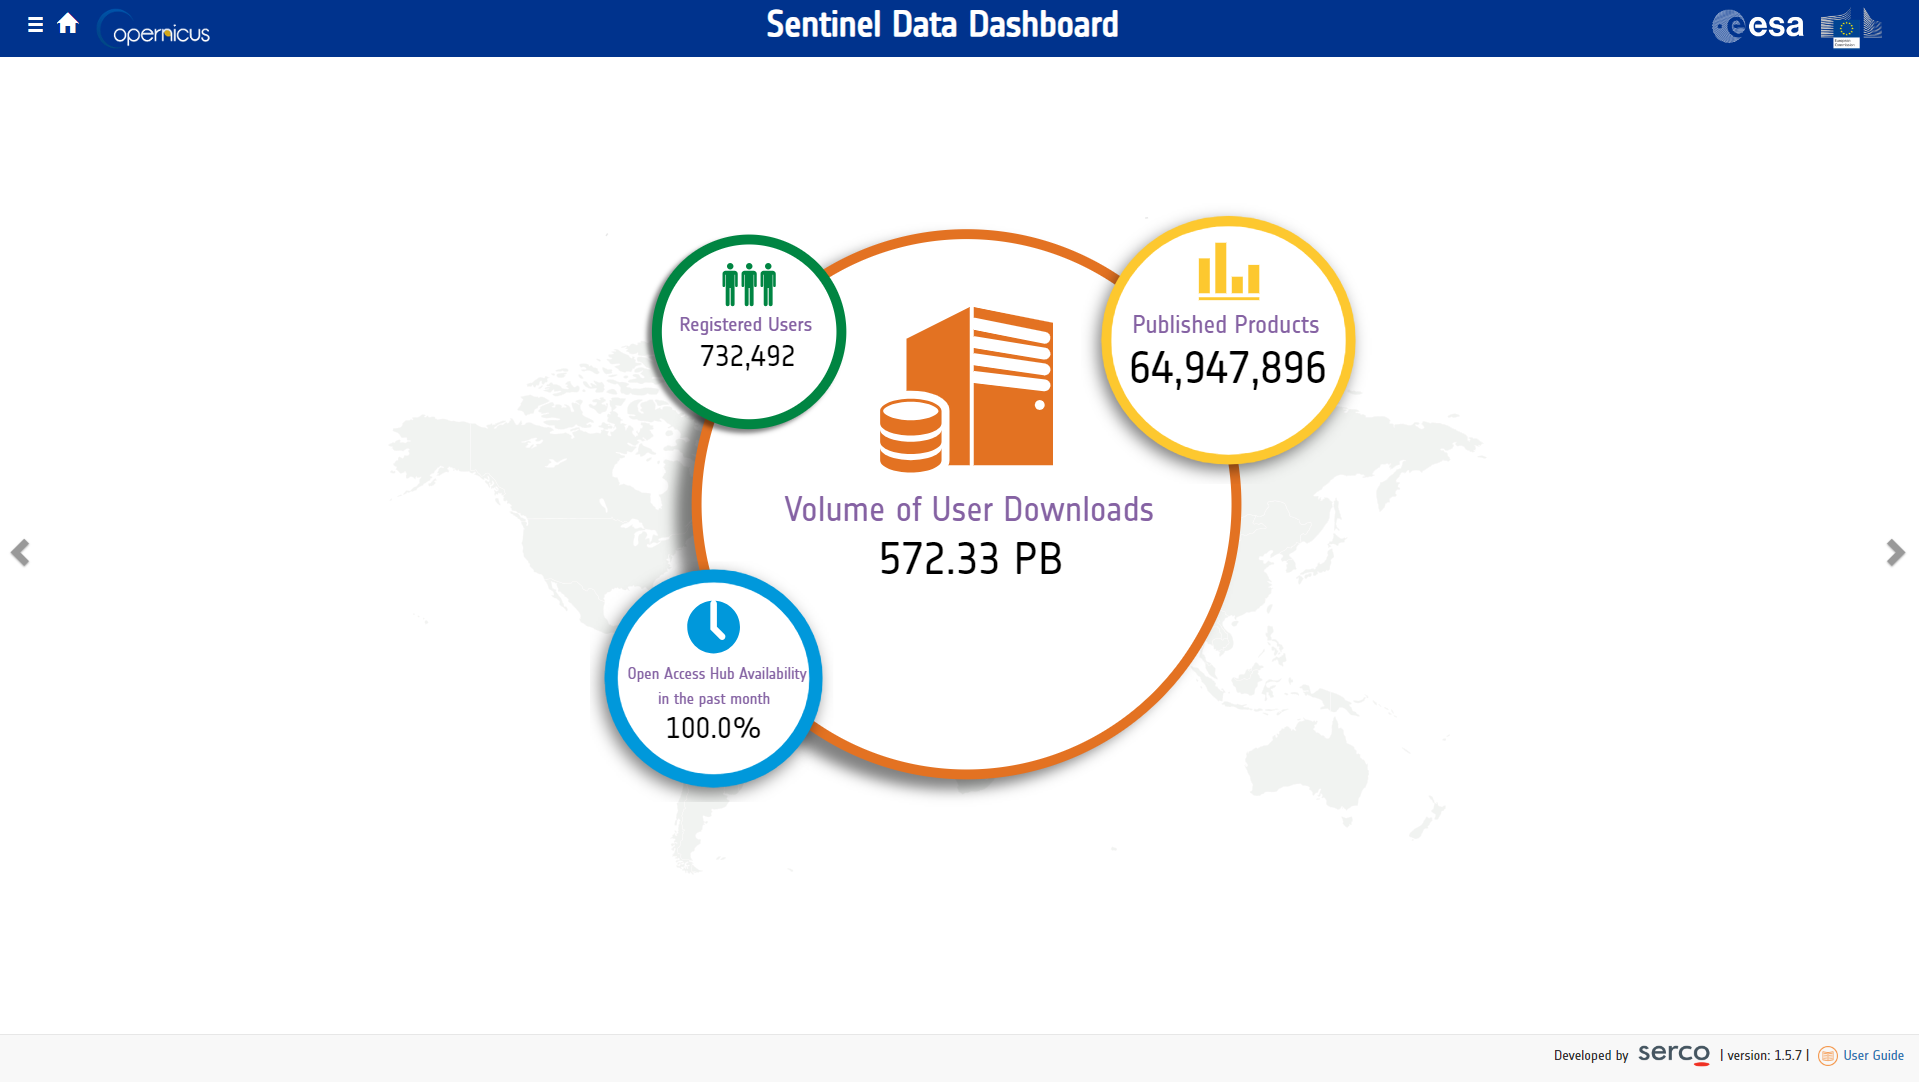 opernicus
Sentinel Data Dashboard
esa
European
Commission
Registered Users
732,492
Published Products
64,947,896
Volume of User Downloads
572.33 PB
Open Access Hub Availability
in the past month
100.0%
Developed by serco | version: 1.5.7 | User Guide